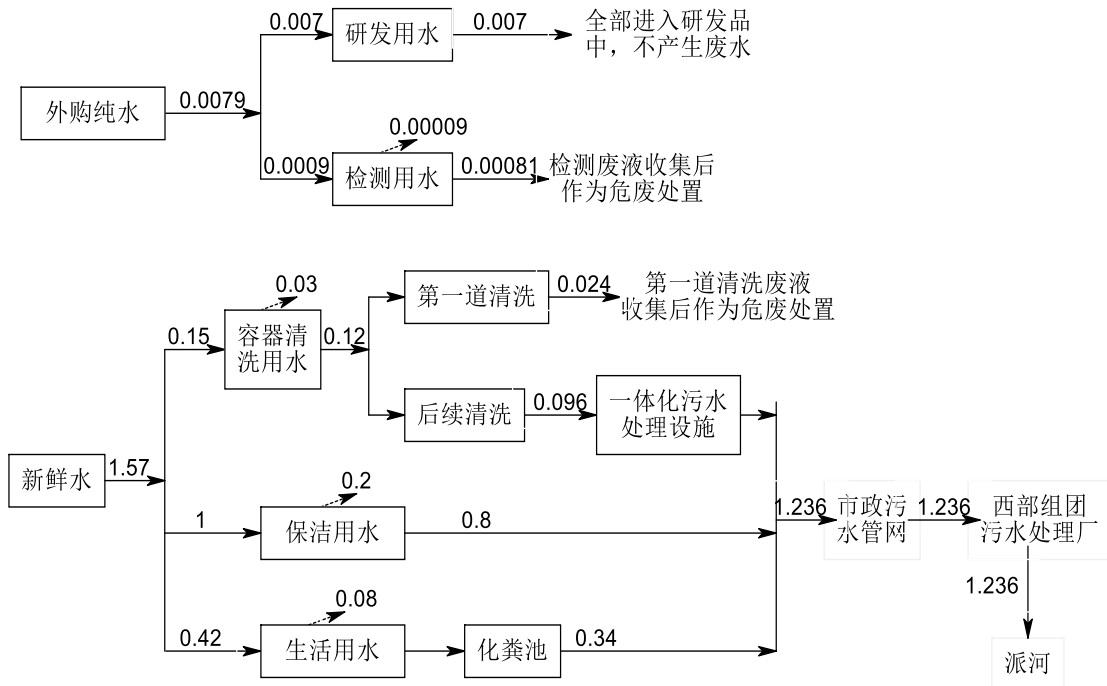 0.007
研发用水
0.007
全部进入研发品
中，不产生废水
外购纯水
0.0079
0.00009
0.0009
检测用水
0.00081
检测废液收集后
作为危废处置
0.03
第一道清洗
0.024
第一道清洗废液
收集后作为危废处置
0.15
容器清
洗用水
0.12
后续清洗
0.096
一体化污水
处理设施
新鲜水
1.57
0.2
1
保洁用水
0.8
1.236
市政污
水管网
1.236
西部组团
污水处理厂
1.236
0.08
0.42
生活用水
化粪池
0.34
派河